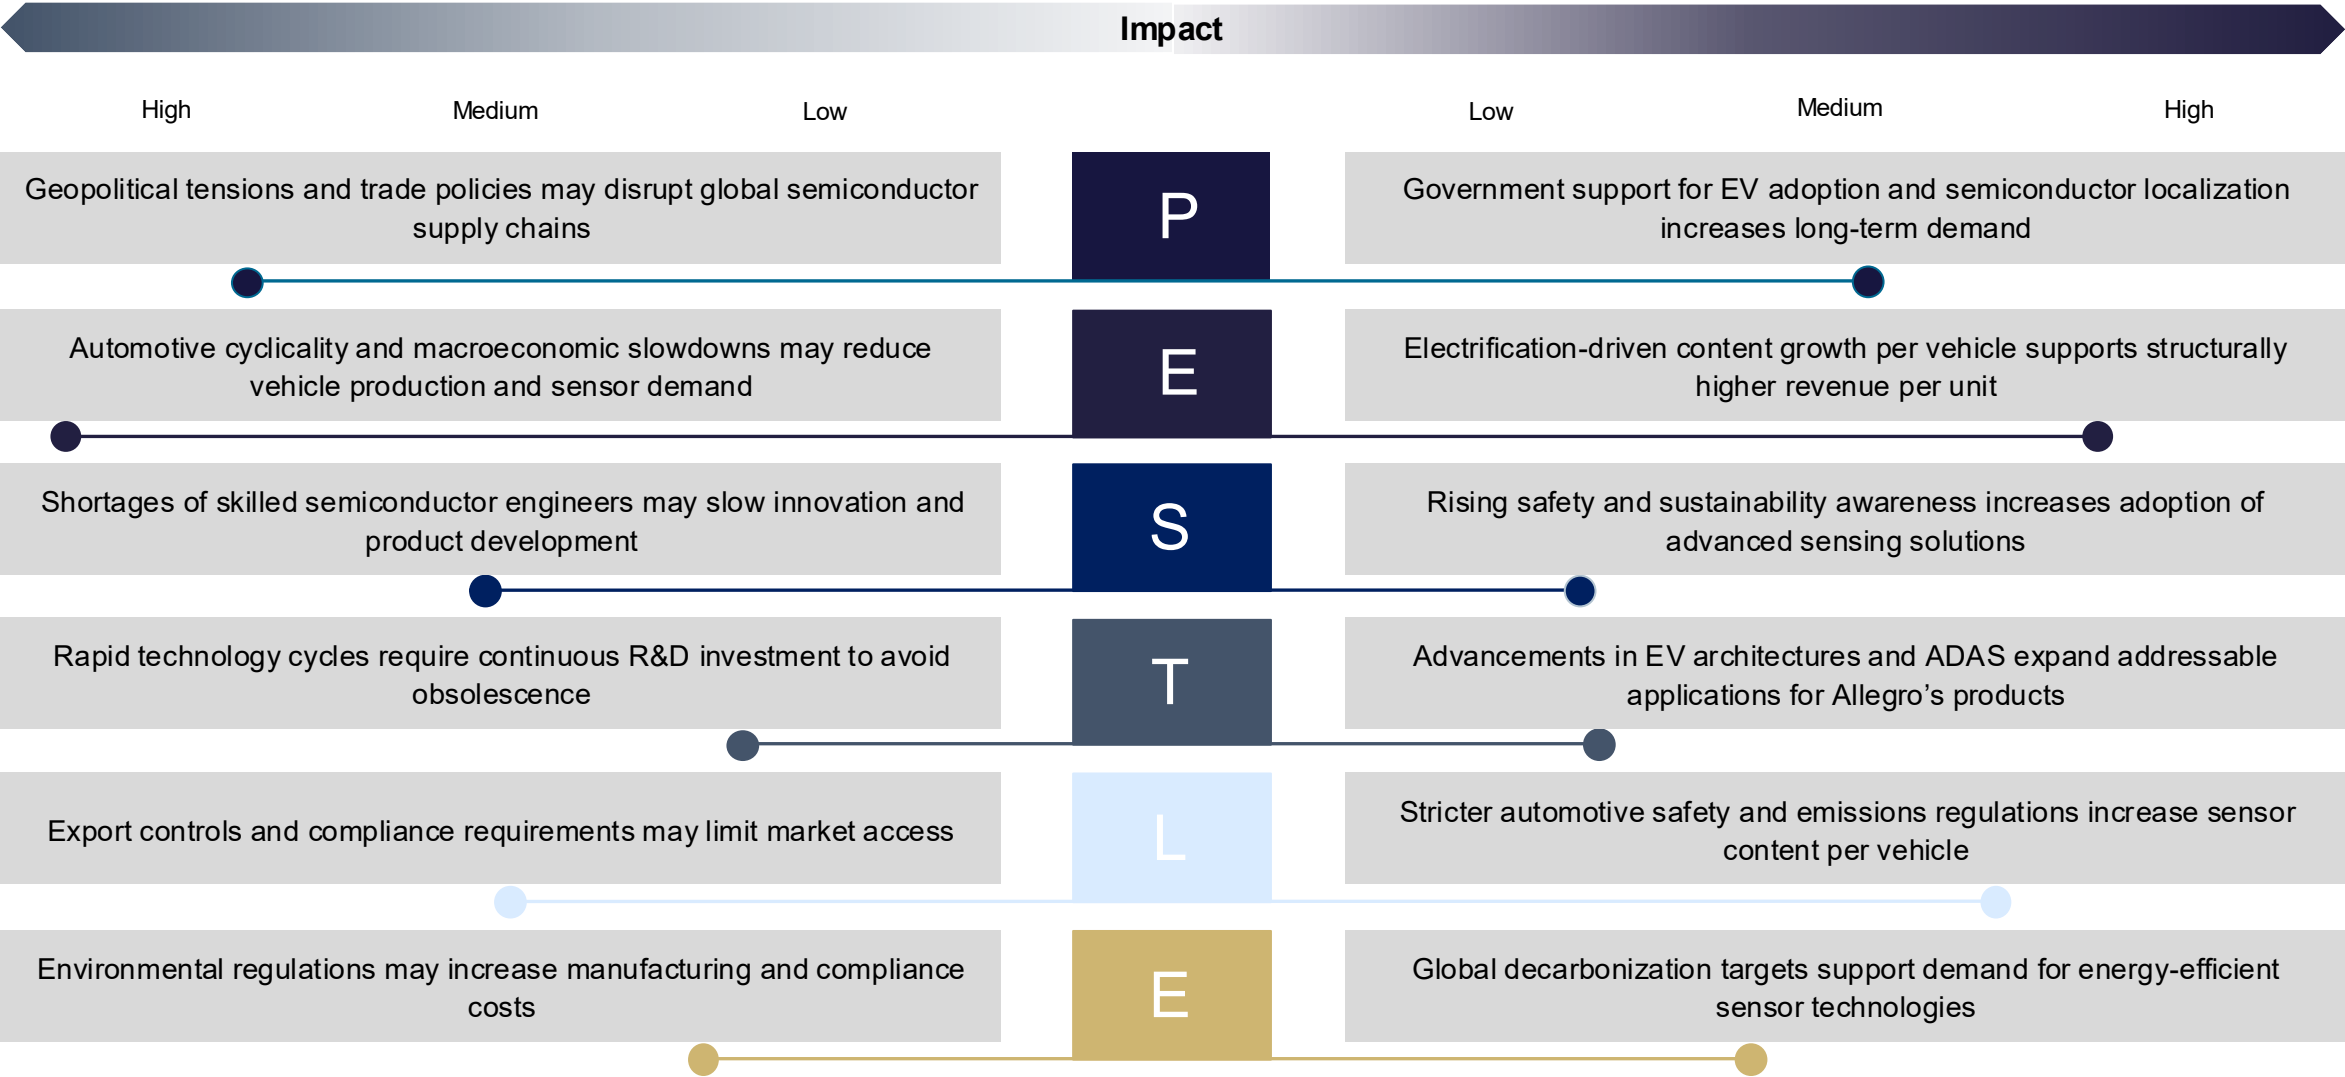 Impact
High
Medium
Low
Low
Medium
High
Geopolitical tensions and trade policies may disrupt global semiconductor
supply chains
P
Government support for EV adoption and semiconductor localization
increases long-term demand
Automotive cyclicality and macroeconomic slowdowns may reduce
vehicle production and sensor demand
E
Electrification-driven content growth per vehicle supports structurally
higher revenue per unit
Shortages of skilled semiconductor engineers may slow innovation and
product development
S
Rising safety and sustainability awareness increases adoption of
advanced sensing solutions
Rapid technology cycles require continuous R&D investment to avoid
obsolescence
T
Advancements in EV architectures and ADAS expand addressable
applications for Allegro’s products
Export controls and compliance requirements may limit market access
L
Stricter automotive safety and emissions regulations increase sensor
content per vehicle
Environmental regulations may increase manufacturing and compliance
costs
E
Global decarbonization targets support demand for energy-efficient
sensor technologies